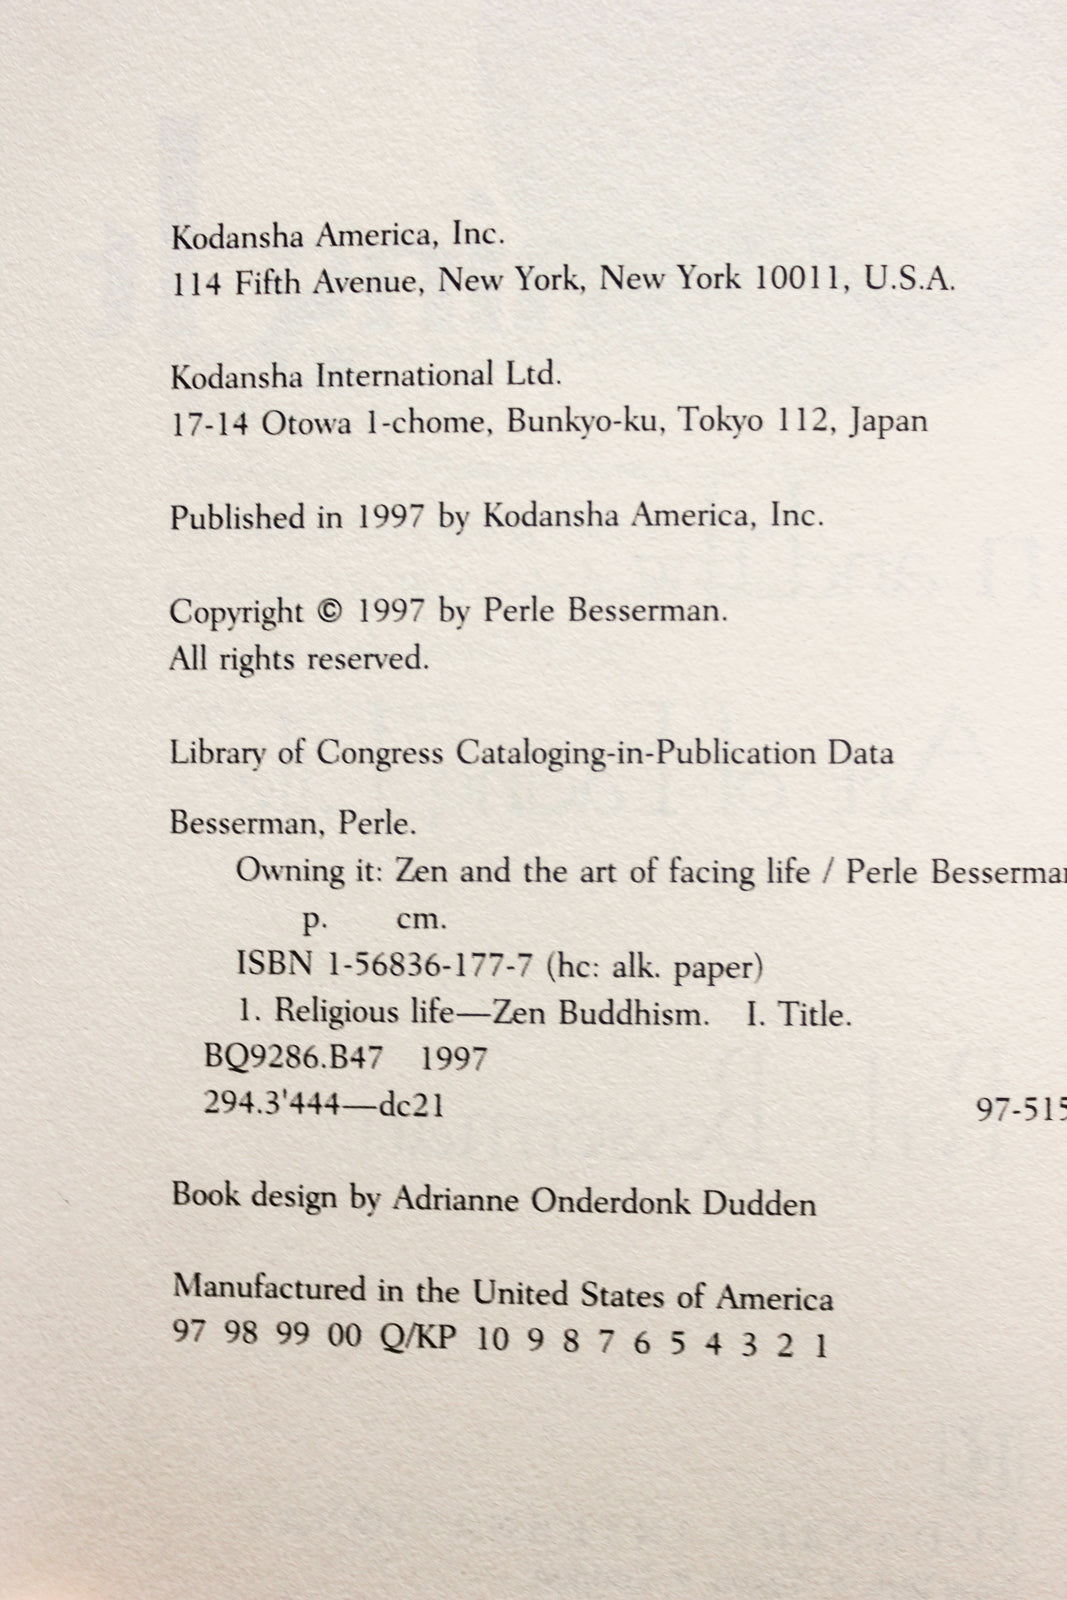 Kodansha America, Inc.
114 Fifth Avenue, New York, New York 10011, U.S.A.
Kodansha International Ltd.
17-14 Otowa 1-chome, Bunkyo-ku, Tokyo 112, Japan
Published in 1997 by Kodansha America, Inc.
Copyright © 1997 by Perle Besserman.
All rights reserved.
Library of Congress Cataloging-in-Publication Data
Besserman, Perle.
Owning it: Zen and the art of facing life / Perle Besserman
p. cm.
ISBN 1-56836-177-7 (hc: alk. paper)
1. Religious life—Zen Buddhism. I. Title.
BQ9286.B47 1997
294.3'444—dc21 97-515
Book design by Adrianne Onderdonk Dudden
Manufactured in the United States of America
97 98 99 00 Q/KP 10 9 8 7 6 5 4 3 2 1